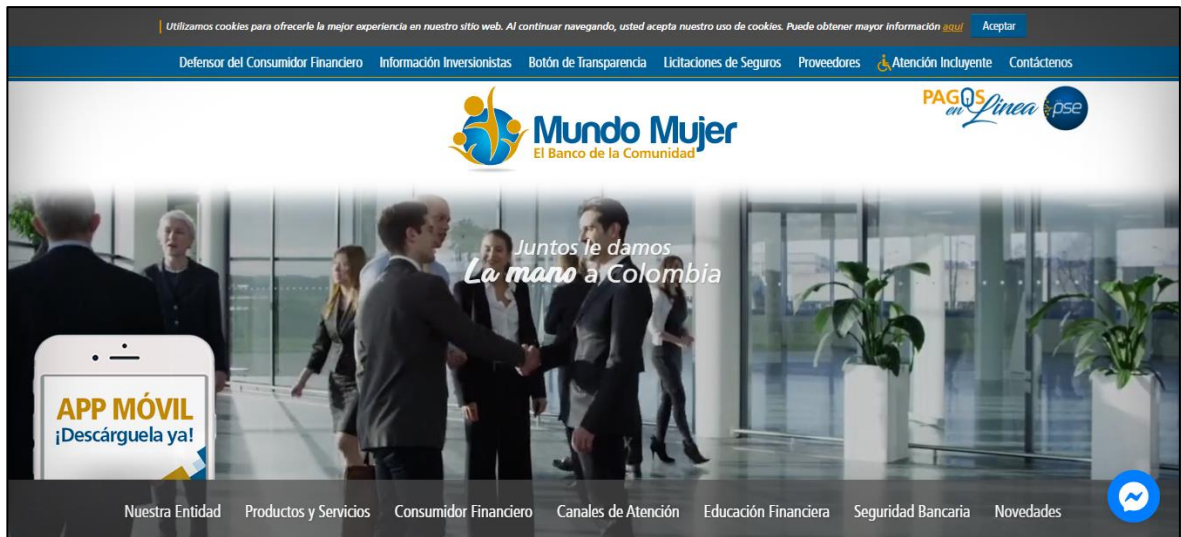 Utilizamos cookies para ofrecerle la mejor experiencia en nuestro sitio web. Al continuar navegando, usted acepta nuestro uso de cookies. Puede obtener mayor información aquí Aceptar
Defensor del Consumidor Financiero Información Inversionistas Botón de Transparencia Licitaciones de Seguros Proveedores Atención Incluyente Contáctenos
PAGOS
en Línea pse
Mundo Mujer
El Banco de la Comunidad
Juntos le damos
La mano a Colombia
APP MÓVIL
¡Descárguela ya!
Nuestra Entidad Productos y Servicios Consumidor Financiero Canales de Atención Educación Financiera Seguridad Bancaria Novedades